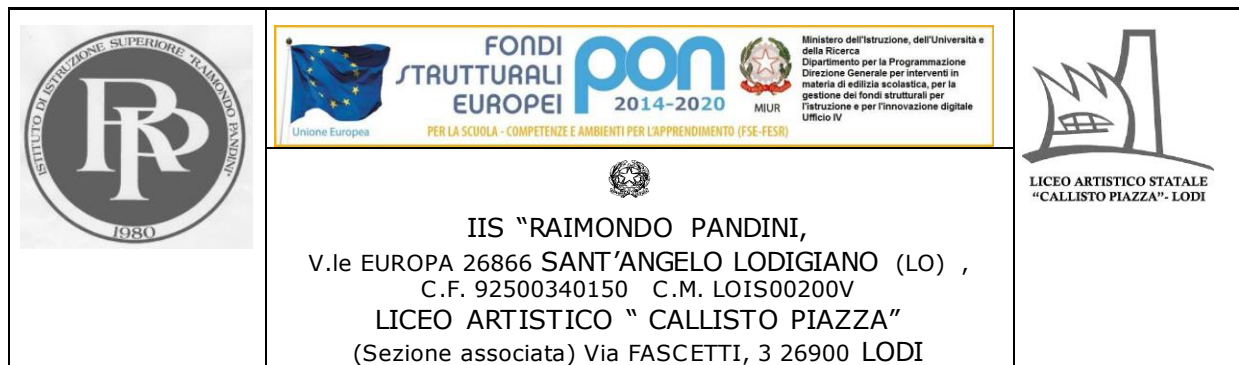 ISTITUTO DI ISTRUZIONE SUPERIORE "RAIMONDO PANDINI"
1980
Unione Europea
FONDI
STRUTTURALI
EUROPEI
pon
2014-2020
MIUR
Ministero dell'Istruzione, dell'Università e
della Ricerca
Dipartimento per la Programmazione
Direzione Generale per interventi in
materia di edilizia scolastica, per la
gestione dei fondi strutturali per
l'istruzione e per l'innovazione digitale
Ufficio IV
PER LA SCUOLA - COMPETENZE E AMBIENTI PER L'APPRENDIMENTO (FSE-FESR)
IIS "RAIMONDO PANDINI,
V.le EUROPA 26866 SANT'ANGELO LODIGIANO (LO) ,
C.F. 92500340150 C.M. LOIS00200V
LICEO ARTISTICO " CALLISTO PIAZZA"
(Sezione associata) Via FASCETTI, 3 26900 LODI
LICEO ARTISTICO STATALE
"CALLISTO PIAZZA"- LODI